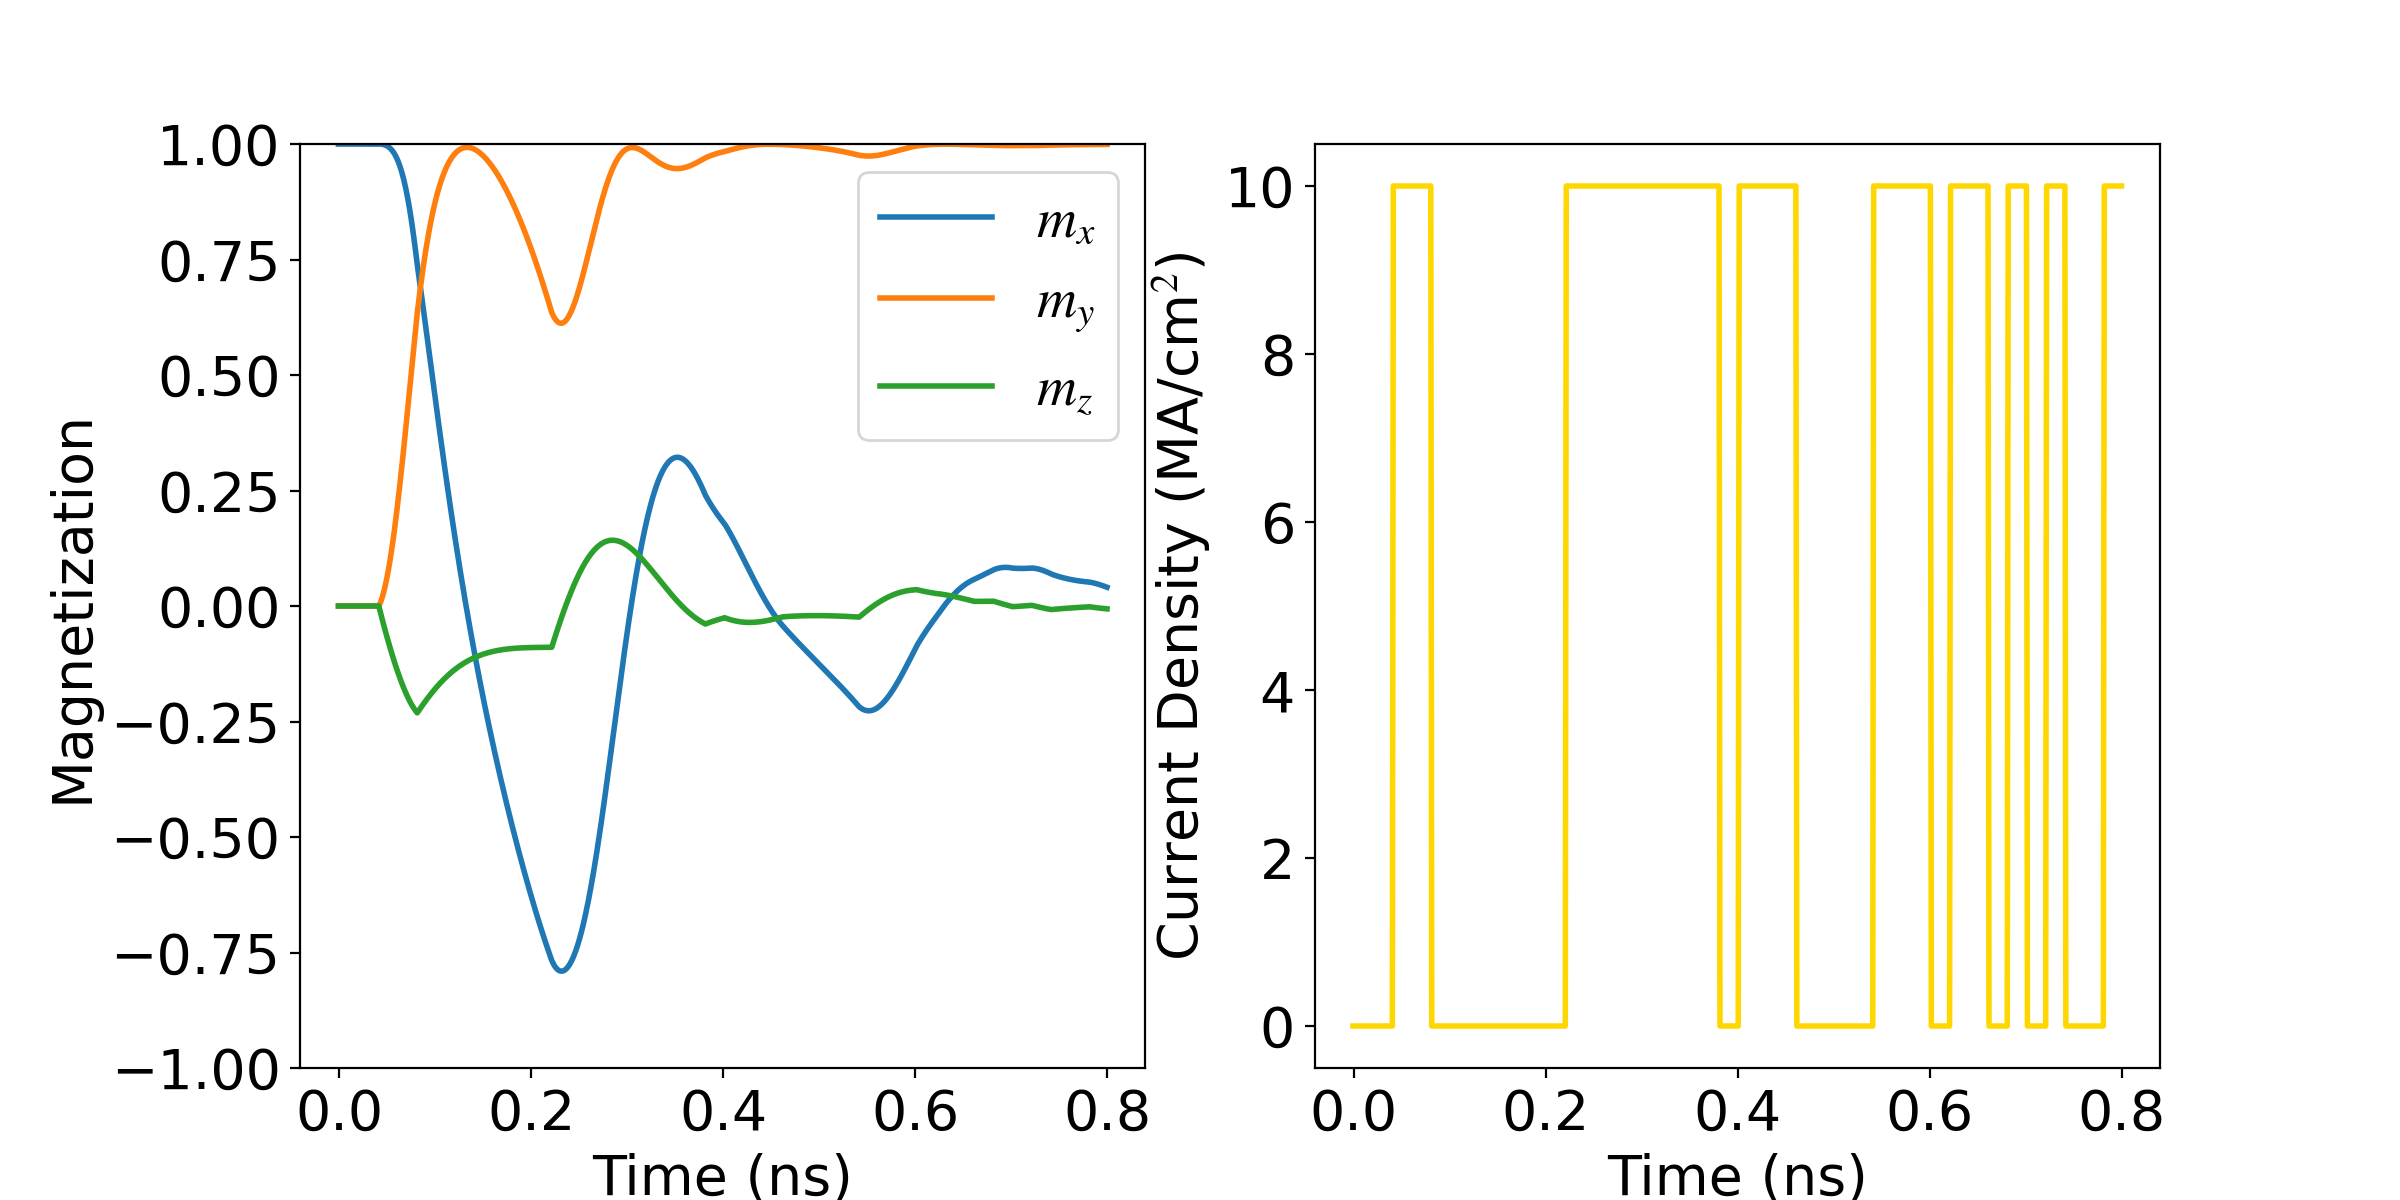 Magnetization
1.00
0.75
0.50
0.25
0.00
−0.25
−0.50
−0.75
−1.00
0.0 0.2 0.4 0.6 0.8
Time (ns)
m_x
m_y
m_z
Current Density (MA/cm²)
10
8
6
4
2
0
0.0 0.2 0.4 0.6 0.8
Time (ns)